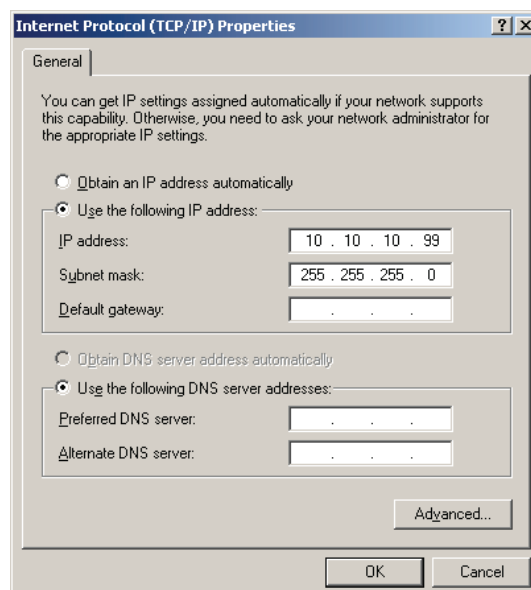 Internet Protocol (TCP/IP) Properties
General
You can get IP settings assigned automatically if your network supports
this capability. Otherwise, you need to ask your network administrator for
the appropriate IP settings.
Obtain an IP address automatically
Use the following IP address:
IP address: 10 . 10 . 10 . 99
Subnet mask: 255 . 255 . 255 . 0
Default gateway: . . .
Obtain DNS server address automatically
Use the following DNS server addresses:
Preferred DNS server: . . .
Alternate DNS server: . . .
Advanced...
OK Cancel